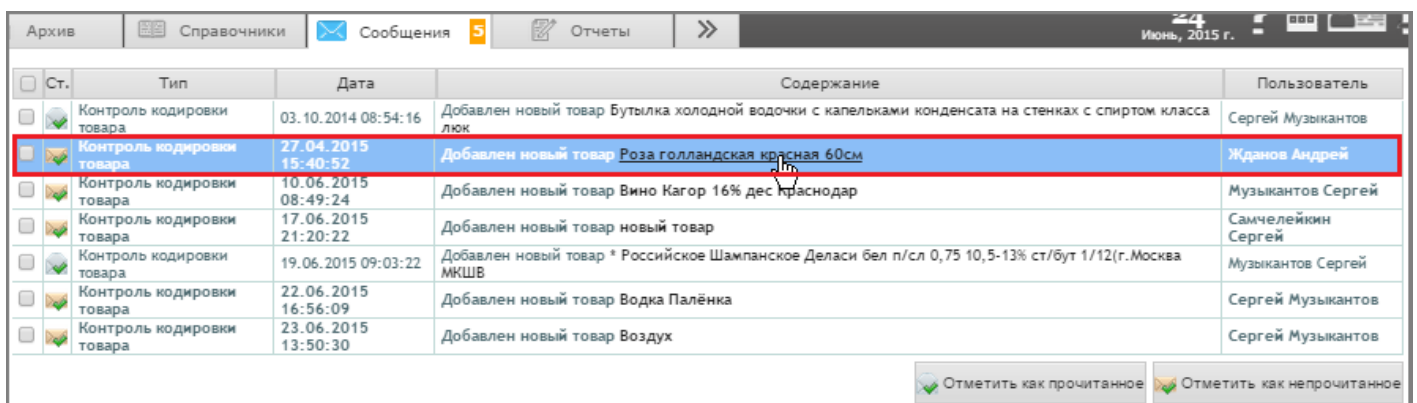 Архив Справочники Сообщения 5 Отчеты
Июнь, 2015 г.
Ст. Тип Дата Содержание Пользователь
Контроль кодировки товара 03.10.2014 08:54:16 Добавлен новый товар Бутылка холодной водочки с капельками конденсата на стенках с спиртом класса люк Сергей Музыкантов
Контроль кодировки товара 27.04.2015 15:40:52 Добавлен новый товар Роза голландская красная 60см Жданов Андрей
Контроль кодировки товара 10.06.2015 08:49:24 Добавлен новый товар Вино Кагор 16% дес Краснодар Музыкантов Сергей
Контроль кодировки товара 17.06.2015 21:20:22 Добавлен новый товар новый товар Самчелейкин Сергей
Контроль кодировки товара 19.06.2015 09:03:22 Добавлен новый товар * Российское Шампанское Деласи бел п/сл 0,75 10,5-13% ст/бут 1/12(г.Москва МКШВ Музыкантов Сергей
Контроль кодировки товара 22.06.2015 16:56:09 Добавлен новый товар Водка Палёнка Сергей Музыкантов
Контроль кодировки товара 23.06.2015 13:50:30 Добавлен новый товар Воздух Сергей Музыкантов
Отметить как прочитанное Отметить как непрочитанное